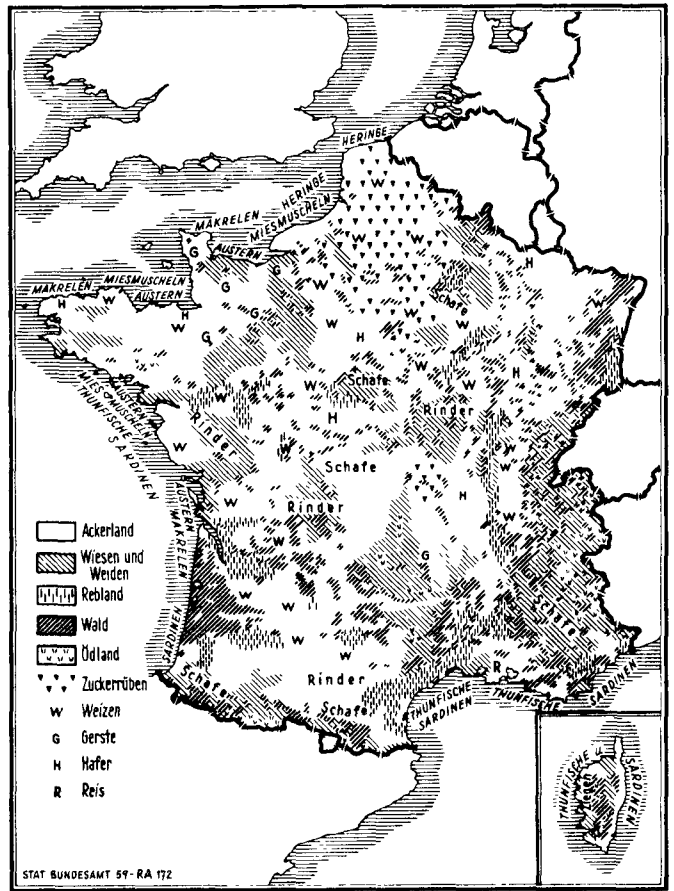 HERINGE
W
HERINGE
MIESMUSCHELN
MAKRELEN
AUSTERN
G
W
W
H
G
G
Schafe
MAKRELEN
MIESMUSCHELN
AUSTERN
W
W
H
W
H
W
G
W
W
H
G
H
W
Schafe
W
W
H
W
AUSTERN
MIESMUSCHELN
THUNFISCHE
SARDINEN
Rinder
H
Rinder
W
W
W
W
Schafe
W
Rinder
H
W
AUSTERN
MAKRELEN
W
G
SARDINEN
W
W
Schafe
W
W
Rinder
R
Schafe
Schafe
THUNFISCHE
SARDINEN
THUNFISCHE
SARDINEN
THUNFISCHE u.
SARDINEN
Ackerland
Wiesen und
Weiden
Rebland
Wald
Ödland
Zuckerrüben
W Weizen
G Gerste
H Hafer
R Reis
STAT BUNDESAMT 59-RA 172